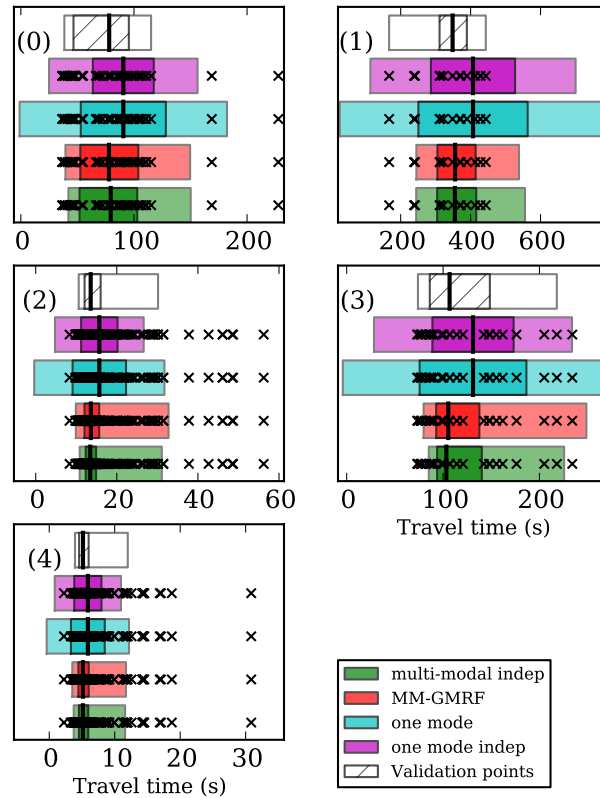 (0)
0 100 200
(1)
200 400 600
(2)
0 20 40 60
(3)
0 100 200
Travel time (s)
(4)
0 10 20 30
Travel time (s)
multi-modal indep
MM-GMRF
one mode
one mode indep
Validation points